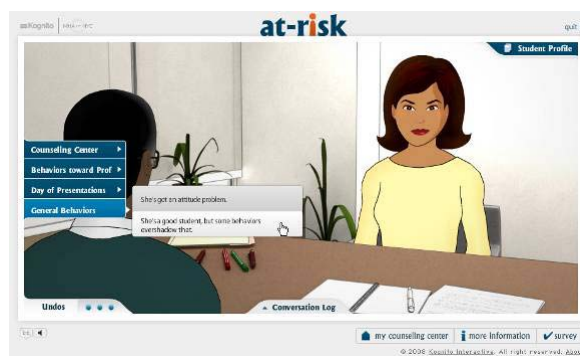 Kognito
at-risk
quit
Student Profile
Counseling Center
Behaviors toward Prof
Day of Presentations
General Behaviors
She's got an attitude problem.
She's a good student, but some behaviors
overshadow that.
Undos
Conversation Log
my counseling center
more information
survey
© 2008 Kognito Interactive. All right reserved.